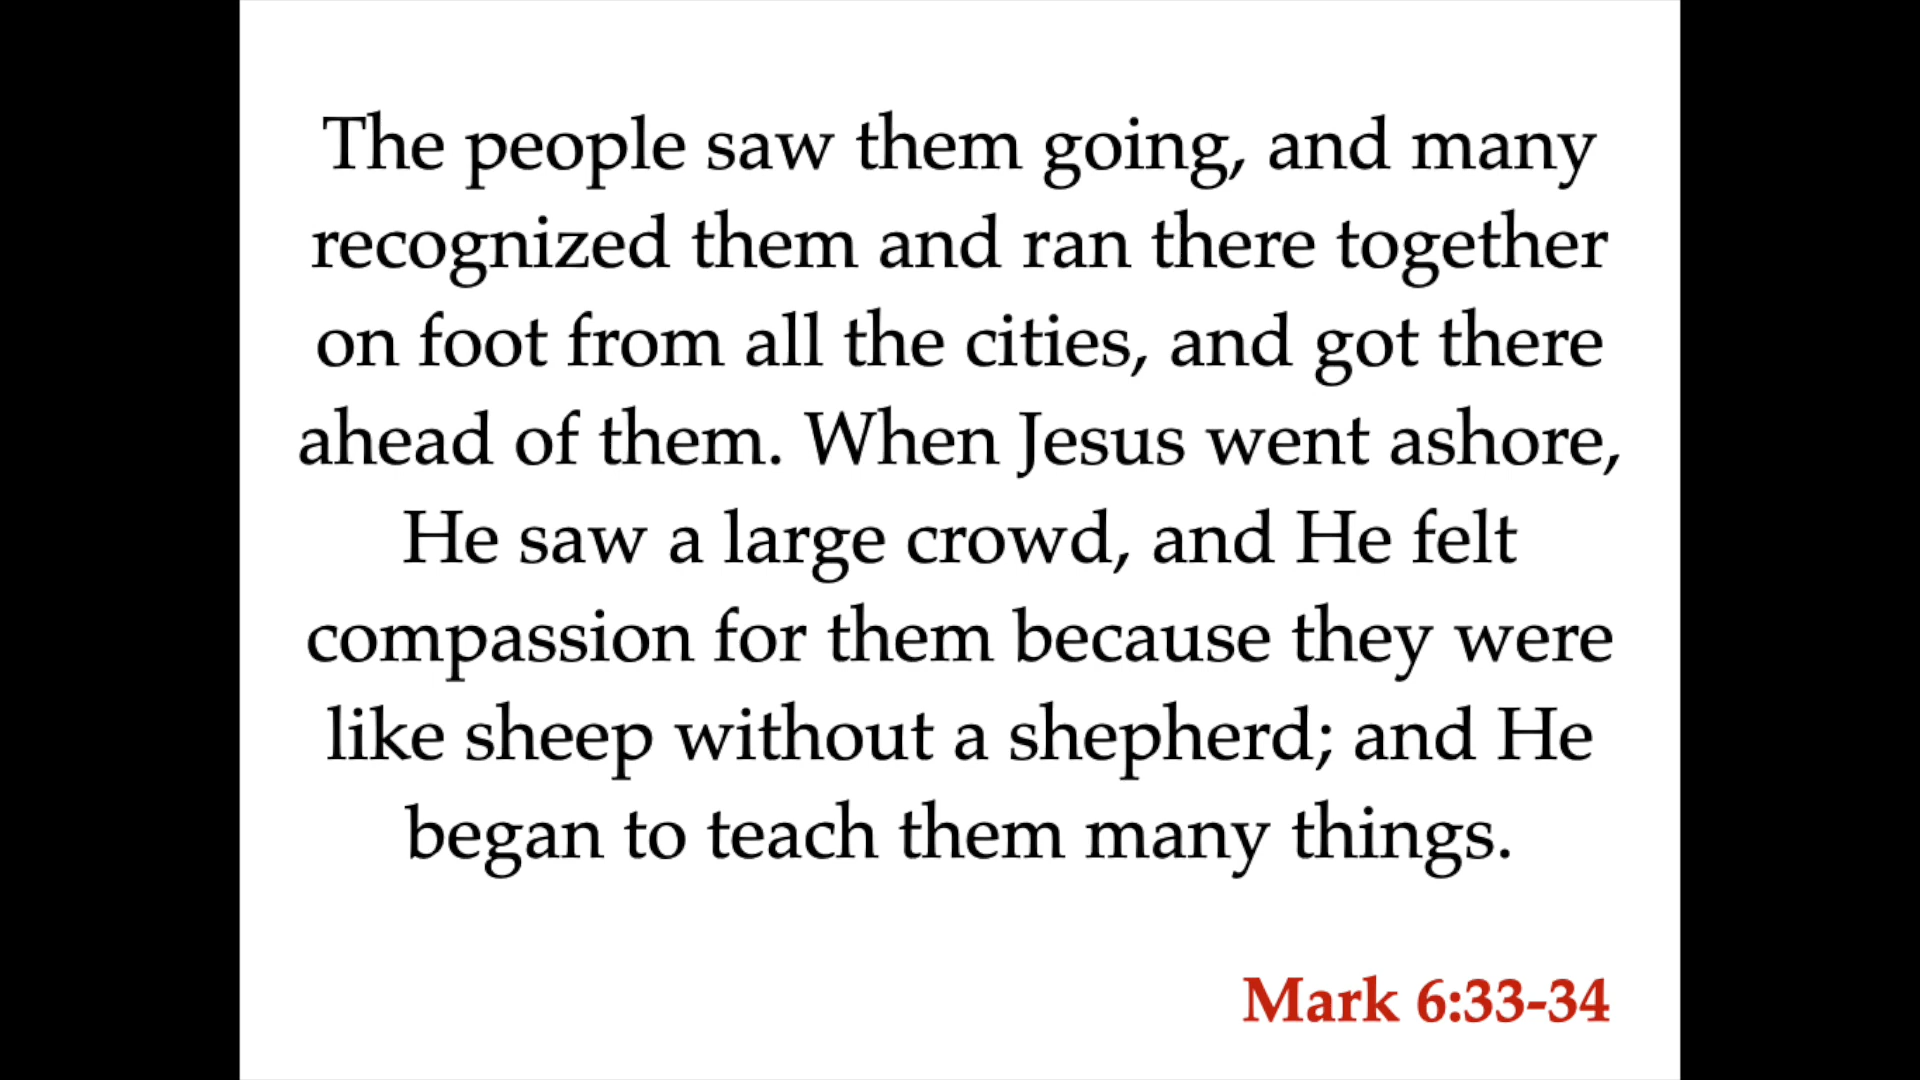 The people saw them going, and many
recognized them and ran there together
on foot from all the cities, and got there
ahead of them. When Jesus went ashore,
He saw a large crowd, and He felt
compassion for them because they were
like sheep without a shepherd; and He
began to teach them many things.
Mark 6:33-34